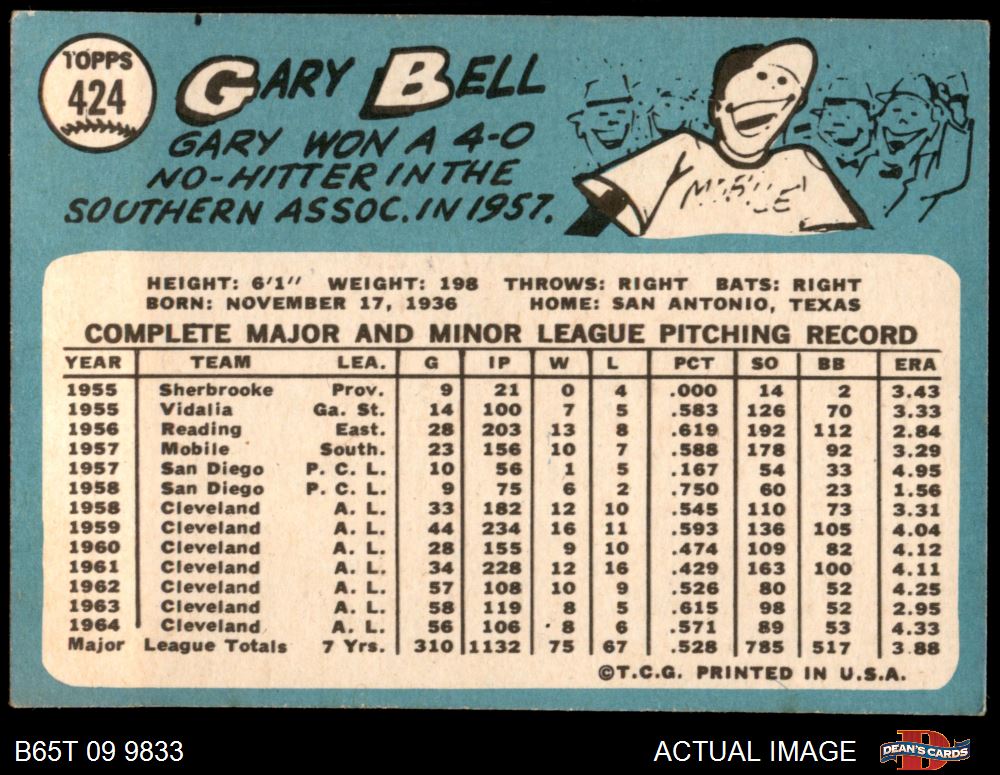 TOPPS
424
GARY BELL
GARY WON A 4-0
NO-HITTER IN THE
SOUTHERN ASSOC. IN 1957.
MOBILE
HEIGHT: 6'1" WEIGHT: 198 THROWS: RIGHT BATS: RIGHT
BORN: NOVEMBER 17, 1936 HOME: SAN ANTONIO, TEXAS
COMPLETE MAJOR AND MINOR LEAGUE PITCHING RECORD
YEAR TEAM LEA. G IP W L PCT SO BB ERA
1955 Sherbrooke Prov. 9 21 0 4 .000 14 2 3.43
1955 Vidalia Ga. St. 14 100 7 5 .583 126 70 3.33
1956 Reading East. 28 203 13 8 .619 192 112 2.84
1957 Mobile South. 23 156 10 7 .588 178 92 3.29
1957 San Diego P. C. L. 10 56 1 5 .167 54 33 4.95
1958 San Diego P. C. L. 9 75 6 2 .750 60 23 1.56
1958 Cleveland A. L. 33 182 12 10 .545 110 73 3.31
1959 Cleveland A. L. 44 234 16 11 .593 136 105 4.04
1960 Cleveland A. L. 28 155 9 10 .474 109 82 4.12
1961 Cleveland A. L. 34 228 12 16 .429 163 100 4.11
1962 Cleveland A. L. 57 108 10 9 .526 80 52 4.25
1963 Cleveland A. L. 58 119 8 5 .615 98 52 2.95
1964 Cleveland A. L. 56 106 8 6 .571 89 53 4.33
Major League Totals 7 Yrs. 310 1132 75 67 .528 785 517 3.88
©T.C.G. PRINTED IN U.S.A.
B65T 09 9833
ACTUAL IMAGE
DEAN'S CARDS